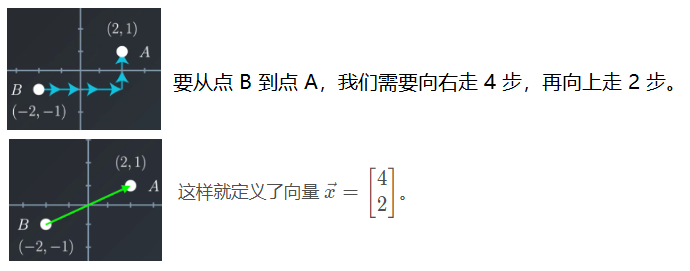 (2, 1)
A
B
(−2, −1)
要从点 B 到点 A，我们需要向右走 4 步，再向上走 2 步。
(2, 1)
A
B
(−2, −1)
这样就定义了向量 $\vec{x} = \begin{bmatrix} 4 \\ 2 \end{bmatrix}$。